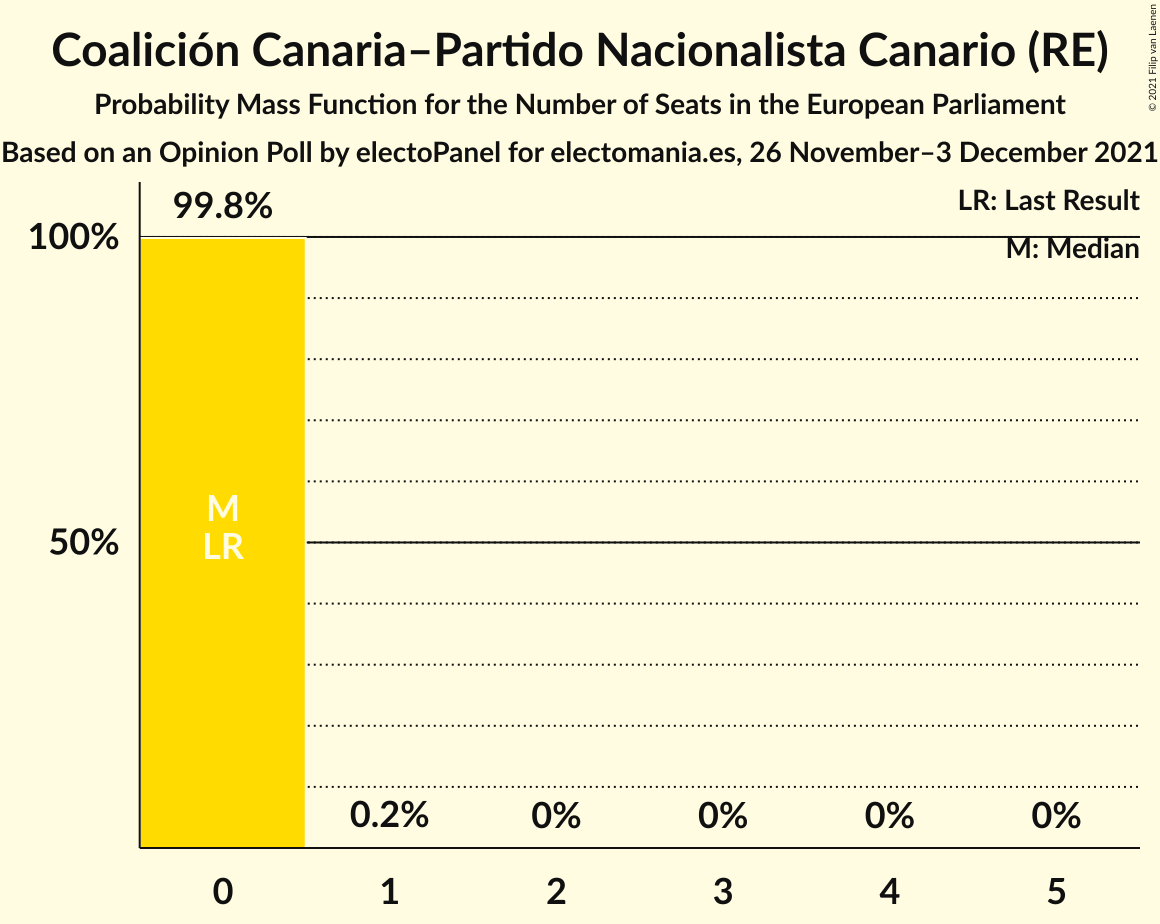 Coalición Canaria–Partido Nacionalista Canario (RE)
Probability Mass Function for the Number of Seats in the European Parliament
Based on an Opinion Poll by electoPanel for electomania.es, 26 November–3 December 2021
© 2021 Filip van Laenen
LR: Last Result
M: Median
99.8%
100%
M
LR
50%
0.2%
0%
0%
0%
0%
0
1
2
3
4
5